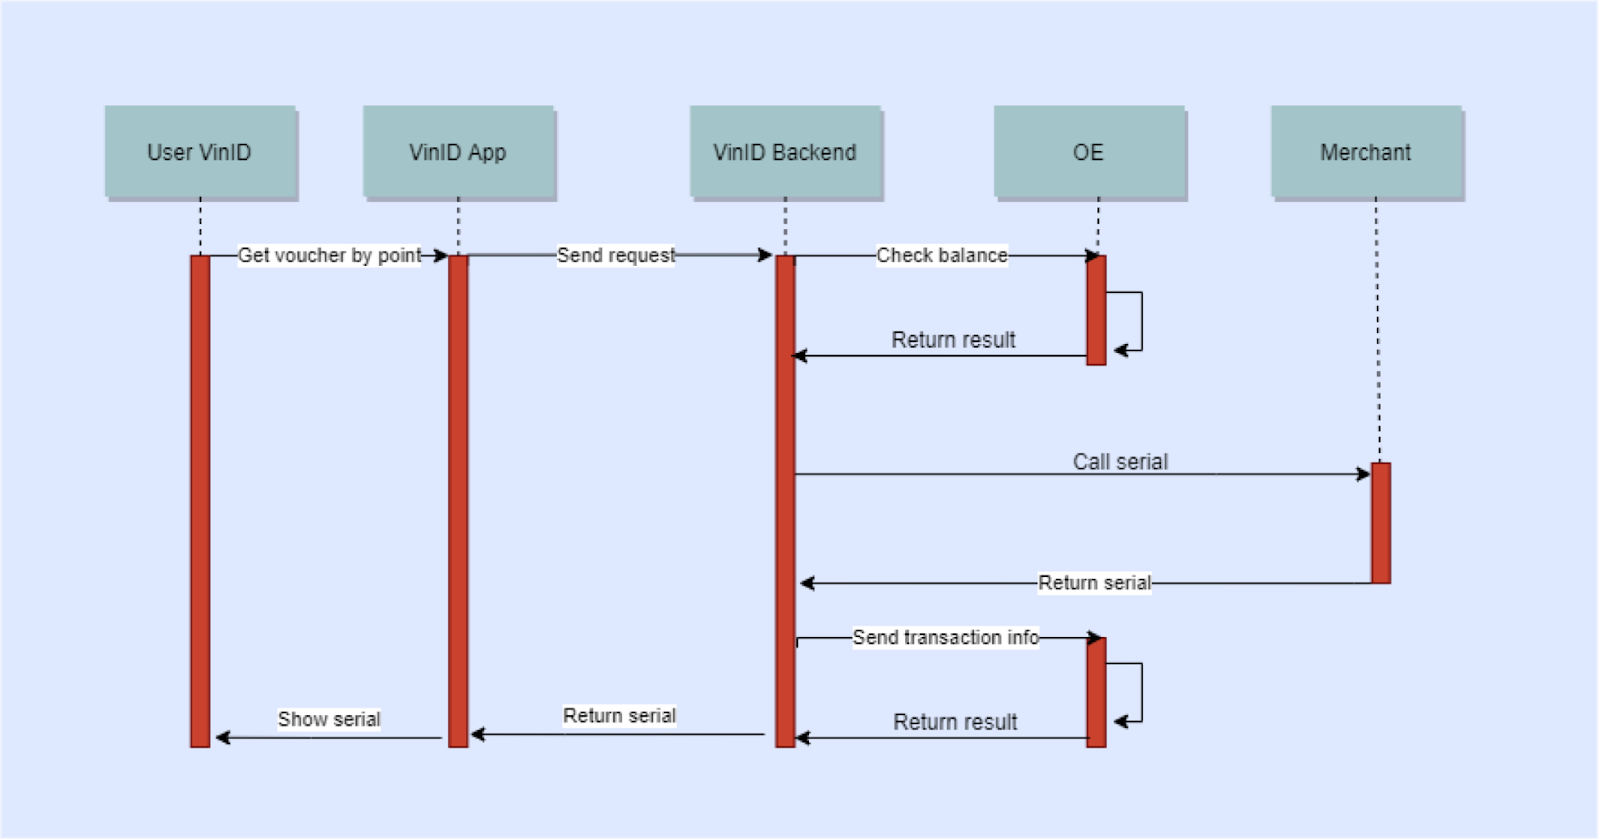 User VinID
VinID App
VinID Backend
OE
Merchant
Get voucher by point
Send request
Check balance
Return result
Call serial
Return serial
Send transaction info
Show serial
Return serial
Return result